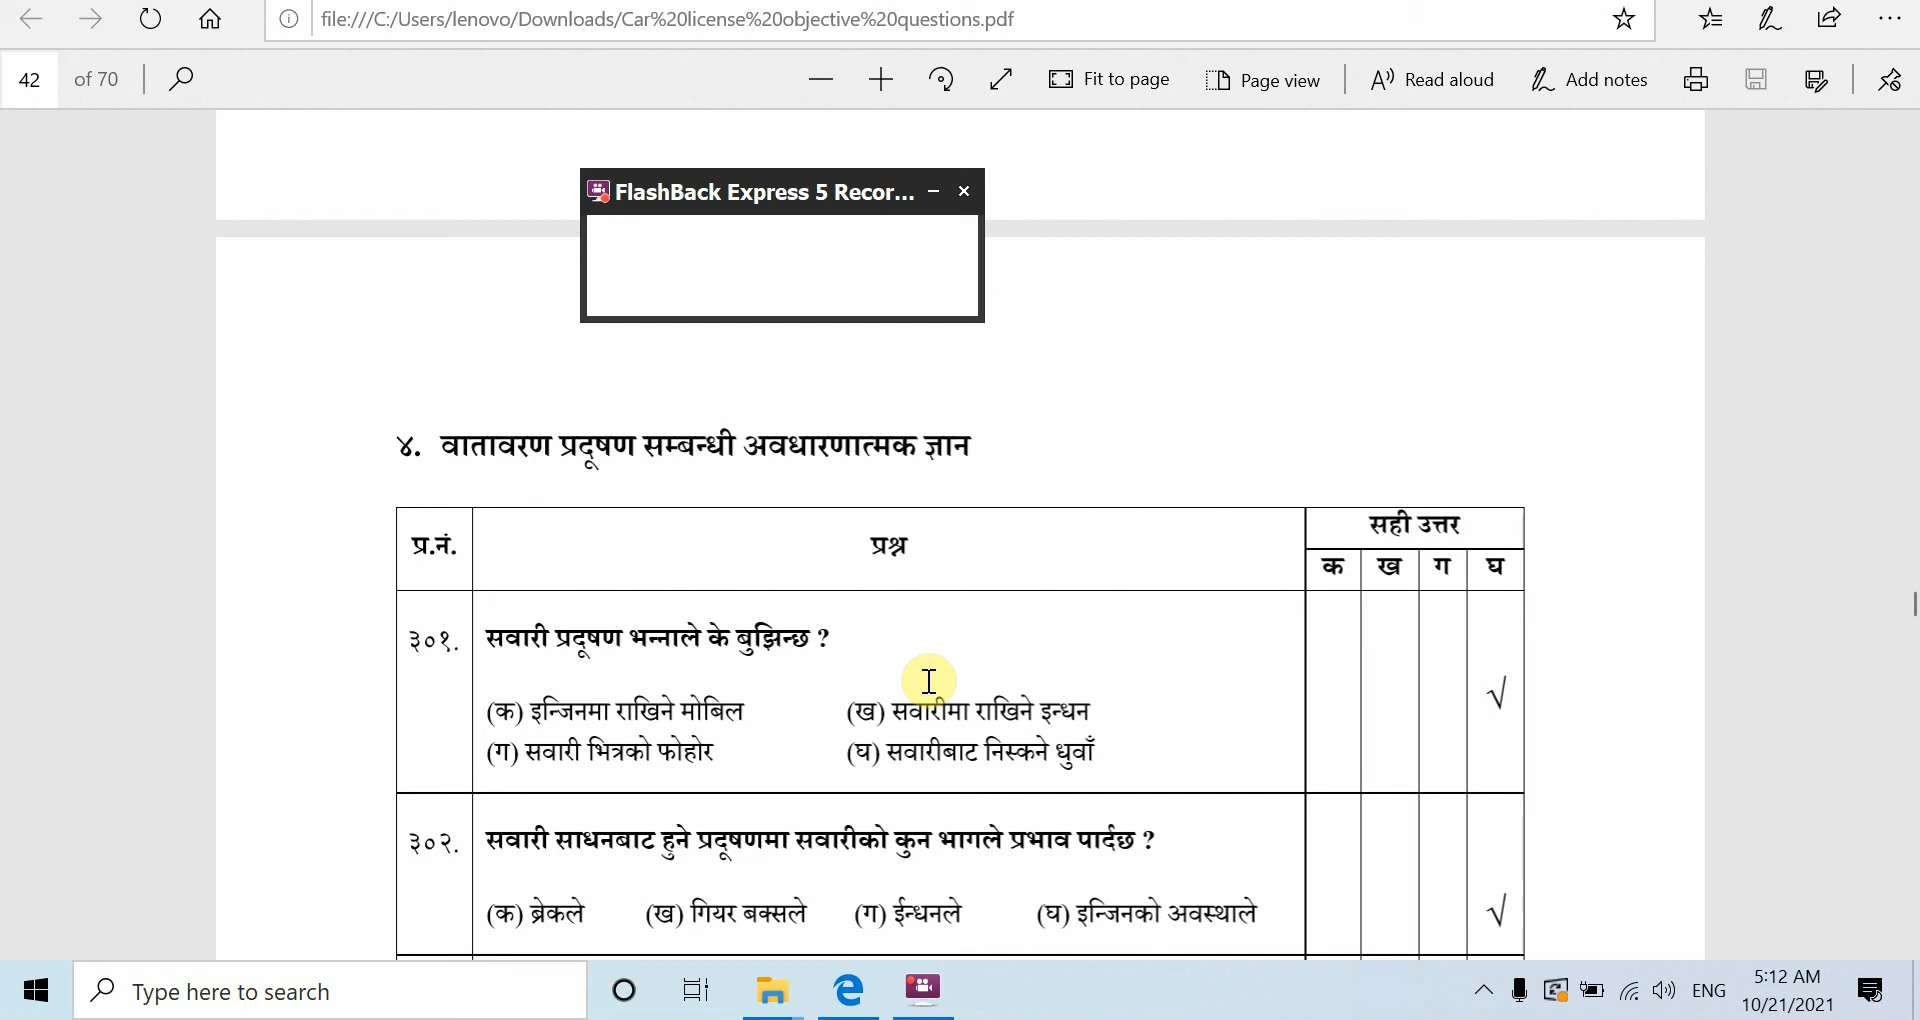 file:///C:/Users/lenovo/Downloads/Car%20license%20objective%20questions.pdf
42 of 70 Fit to page Page view Read aloud Add notes
FlashBack Express 5 Recor...
४. वातावरण प्रदूषण सम्बन्धी अवधारणात्मक ज्ञान
प्र.नं. प्रश्न सही उत्तर
क ख ग घ
३०१. सवारी प्रदूषण भन्नाले के बुझिन्छ ?
√
(क) इन्जिनमा राखिने मोबिल (ख) सवारीमा राखिने इन्धन
(ग) सवारी भित्रको फोहोर (घ) सवारीबाट निस्कने धुवाँ
३०२. सवारी साधनबाट हुने प्रदूषणमा सवारीको कुन भागले प्रभाव पार्दछ ?
(क) ब्रेकले (ख) गियर बक्सले (ग) ईन्धनले (घ) इन्जिनको अवस्थाले √
Type here to search ENG 5:12 AM
10/21/2021